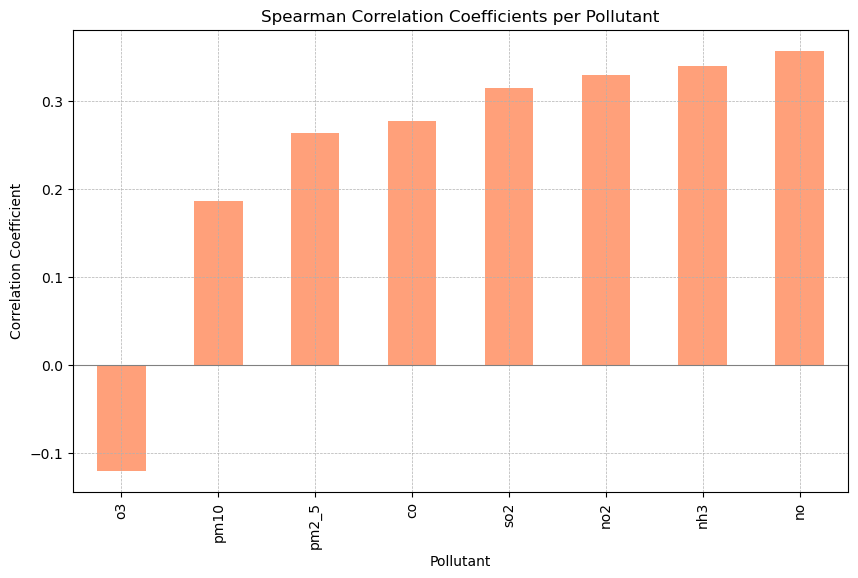 Spearman Correlation Coefficients per Pollutant
Correlation Coefficient
0.3
0.2
0.1
0.0
−0.1
o3
pm10
pm2_5
co
so2
no2
nh3
no
Pollutant